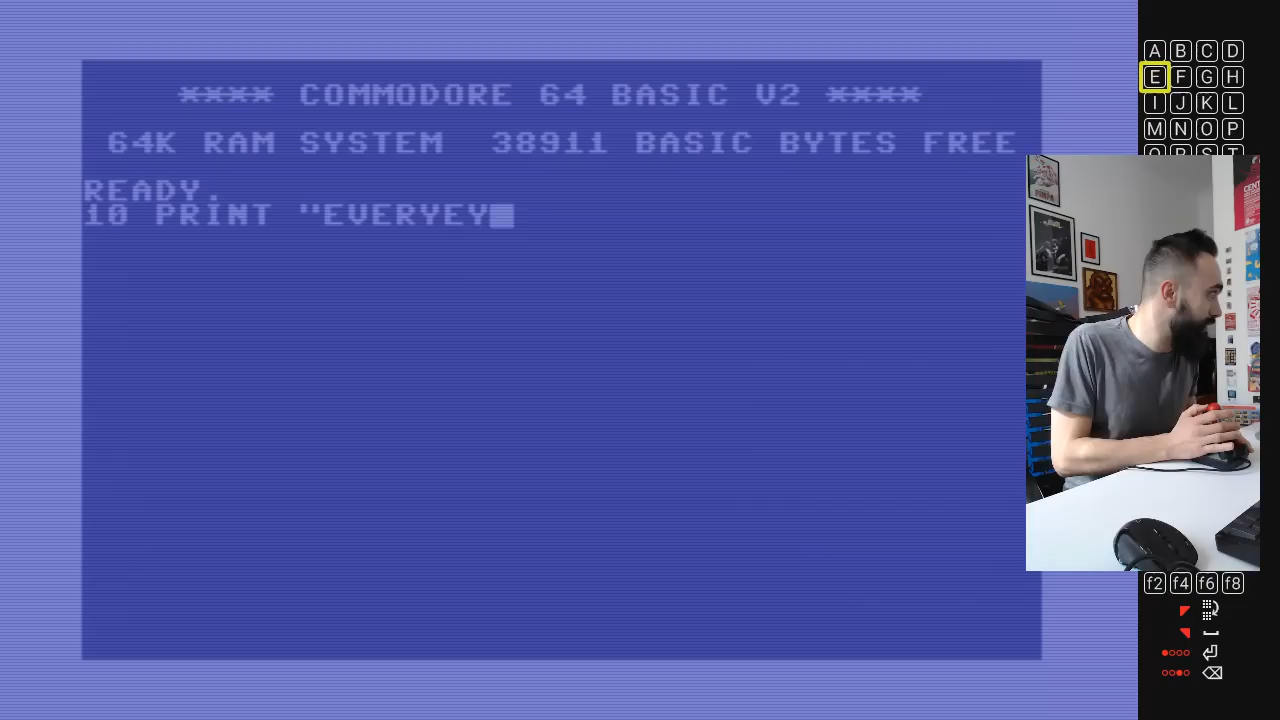 **** COMMODORE 64 BASIC V2 ****
64K RAM SYSTEM 38911 BASIC BYTES FREE
READY.
10 PRINT "EVERYEY
A B C D
E F G H
I J K L
M N O P
Q R S T
f2 f4 f6 f8